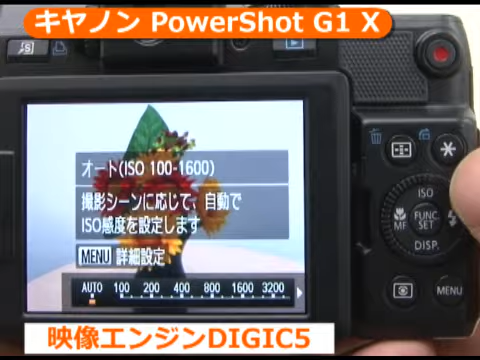 キヤノン PowerShot G1 X
オート(ISO 100-1600)
撮影シーンに応じて、自動で
ISO感度を設定します
MENU 詳細設定
AUTO 100 200 400 800 1600 3200
ISO
MF
FUNC.
SET
DISP.
MENU
映像エンジンDIGIC5